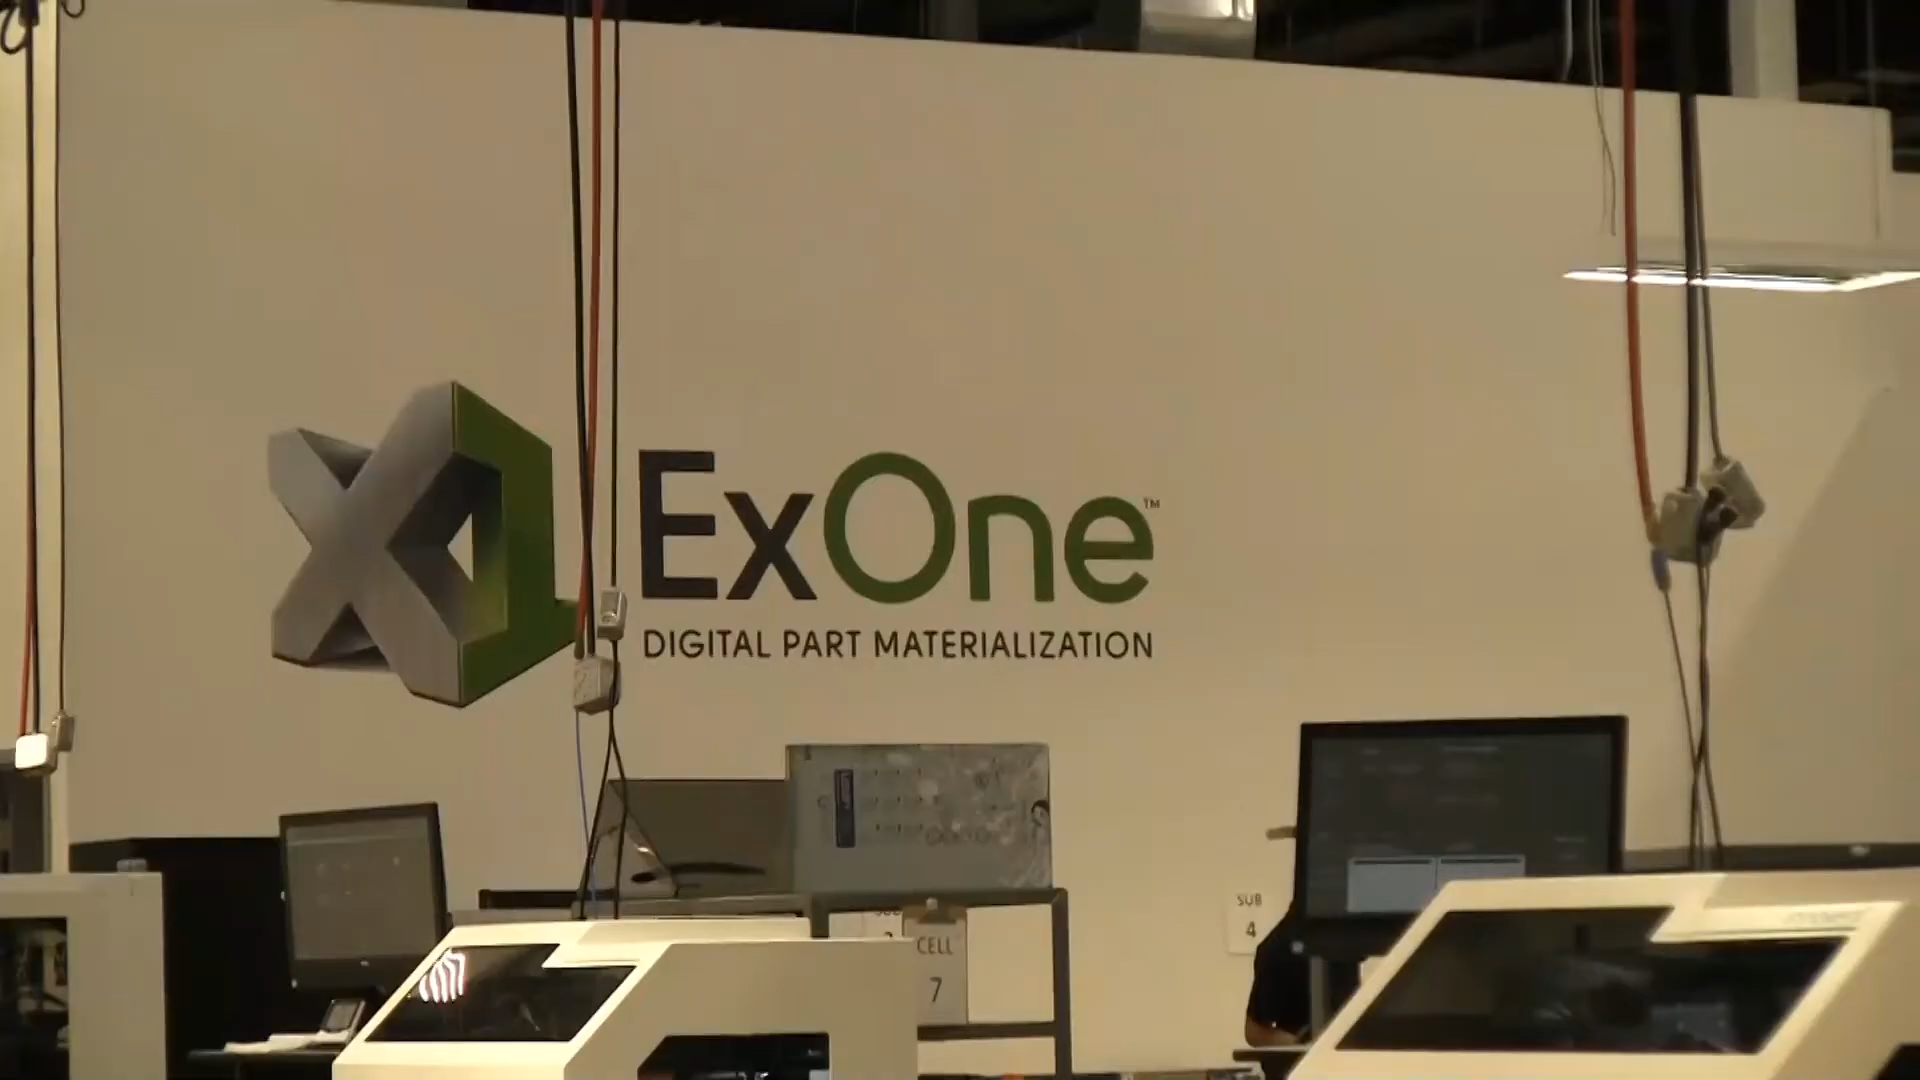 ExOne™
DIGITAL PART MATERIALIZATION
SUB
4
CELL
7